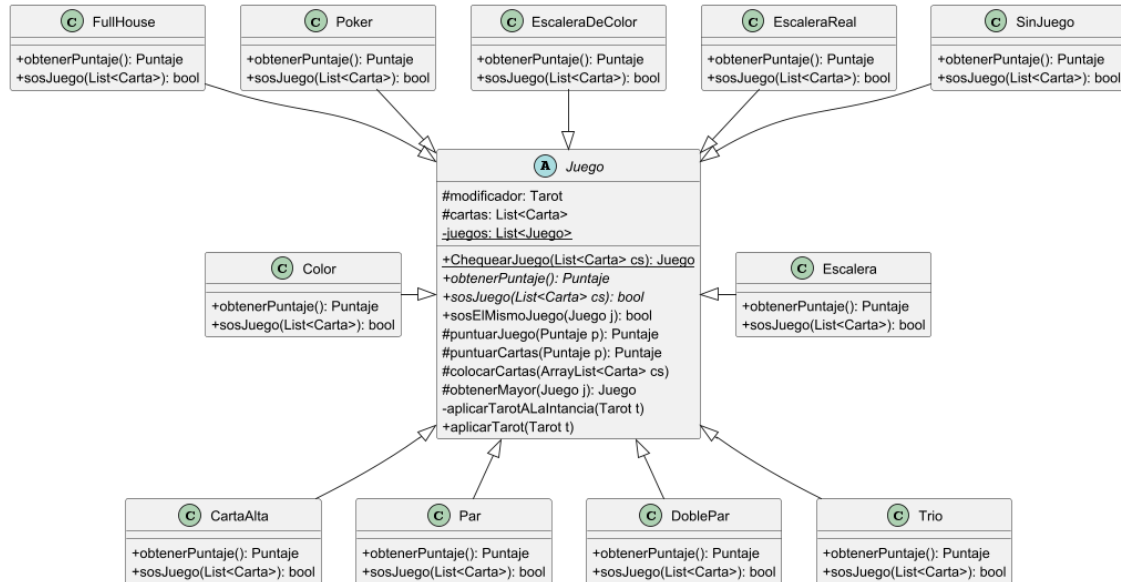 C FullHouse
+obtenerPuntaje(): Puntaje
+sosJuego(List<Carta>): bool
C Poker
+obtenerPuntaje(): Puntaje
+sosJuego(List<Carta>): bool
C EscaleraDeColor
+obtenerPuntaje(): Puntaje
+sosJuego(List<Carta>): bool
C EscaleraReal
+obtenerPuntaje(): Puntaje
+sosJuego(List<Carta>): bool
C SinJuego
+obtenerPuntaje(): Puntaje
+sosJuego(List<Carta>): bool
A Juego
#modificador: Tarot
#cartas: List<Carta>
-juegos: List<Juego>
+ChequearJuego(List<Carta> cs): Juego
+obtenerPuntaje(): Puntaje
+sosJuego(List<Carta> cs): bool
+sosElMismoJuego(Juego j): bool
#puntuarJuego(Puntaje p): Puntaje
#puntuarCartas(Puntaje p): Puntaje
#colocarCartas(ArrayList<Carta> cs)
#obtenerMayor(Juego j): Juego
-aplicarTarotALaIntancia(Tarot t)
+aplicarTarot(Tarot t)
C Color
+obtenerPuntaje(): Puntaje
+sosJuego(List<Carta>): bool
C Escalera
+obtenerPuntaje(): Puntaje
+sosJuego(List<Carta>): bool
C CartaAlta
+obtenerPuntaje(): Puntaje
+sosJuego(List<Carta>): bool
C Par
+obtenerPuntaje(): Puntaje
+sosJuego(List<Carta>): bool
C DoblePar
+obtenerPuntaje(): Puntaje
+sosJuego(List<Carta>): bool
C Trio
+obtenerPuntaje(): Puntaje
+sosJuego(List<Carta>): bool